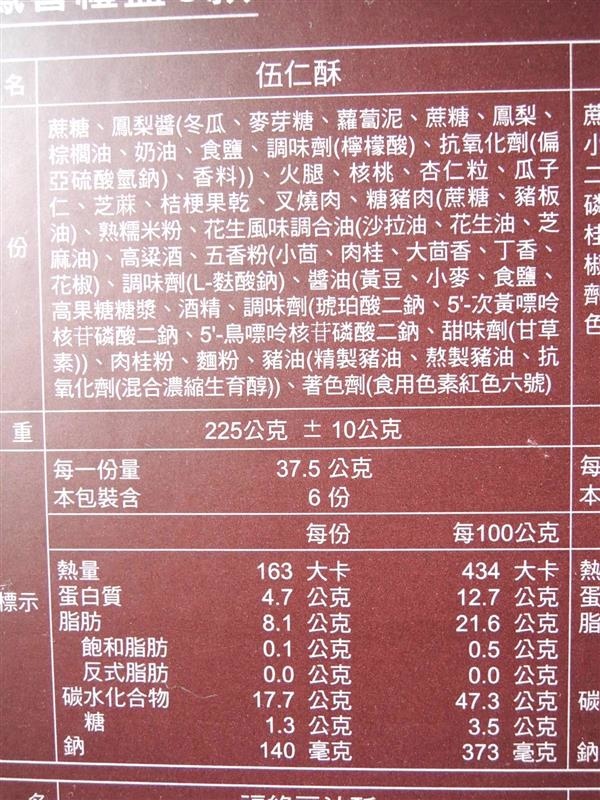 名 伍仁酥
蔗糖、鳳梨醬(冬瓜、麥芽糖、蘿蔔泥、蔗糖、鳳梨、
棕櫚油、奶油、食鹽、調味劑(檸檬酸)、抗氧化劑(偏
亞硫酸氫鈉)、香料))、火腿、核桃、杏仁粒、瓜子
仁、芝蔴、桔梗果乾、叉燒肉、糖豬肉(蔗糖、豬板
油)、熟糯米粉、花生風味調合油(沙拉油、花生油、芝
份 麻油)、高粱酒、五香粉(小茴、肉桂、大茴香、丁香、
花椒)、調味劑(L-麩酸鈉)、醬油(黃豆、小麥、食鹽、
高果糖糖漿、酒精、調味劑(琥珀酸二鈉、5'-次黃嘌呤
核苷磷酸二鈉、5'-鳥嘌呤核苷磷酸二鈉、甜味劑(甘草
素))、肉桂粉、麵粉、豬油(精製豬油、熬製豬油、抗
氧化劑(混合濃縮生育醇))、著色劑(食用色素紅色六號)
重 225公克 ± 10公克
每一份量 37.5 公克
本包裝含 6 份
每份 每100公克
熱量 163 大卡 434 大卡
標示 蛋白質 4.7 公克 12.7 公克
脂肪 8.1 公克 21.6 公克
飽和脂肪 0.1 公克 0.5 公克
反式脂肪 0.0 公克 0.0 公克
碳水化合物 17.7 公克 47.3 公克
糖 1.3 公克 3.5 公克
鈉 140 毫克 373 毫克
蔗
小
二
磷
桂
椒
劑
色
每
本
熱
蛋
脂
碳
鈉